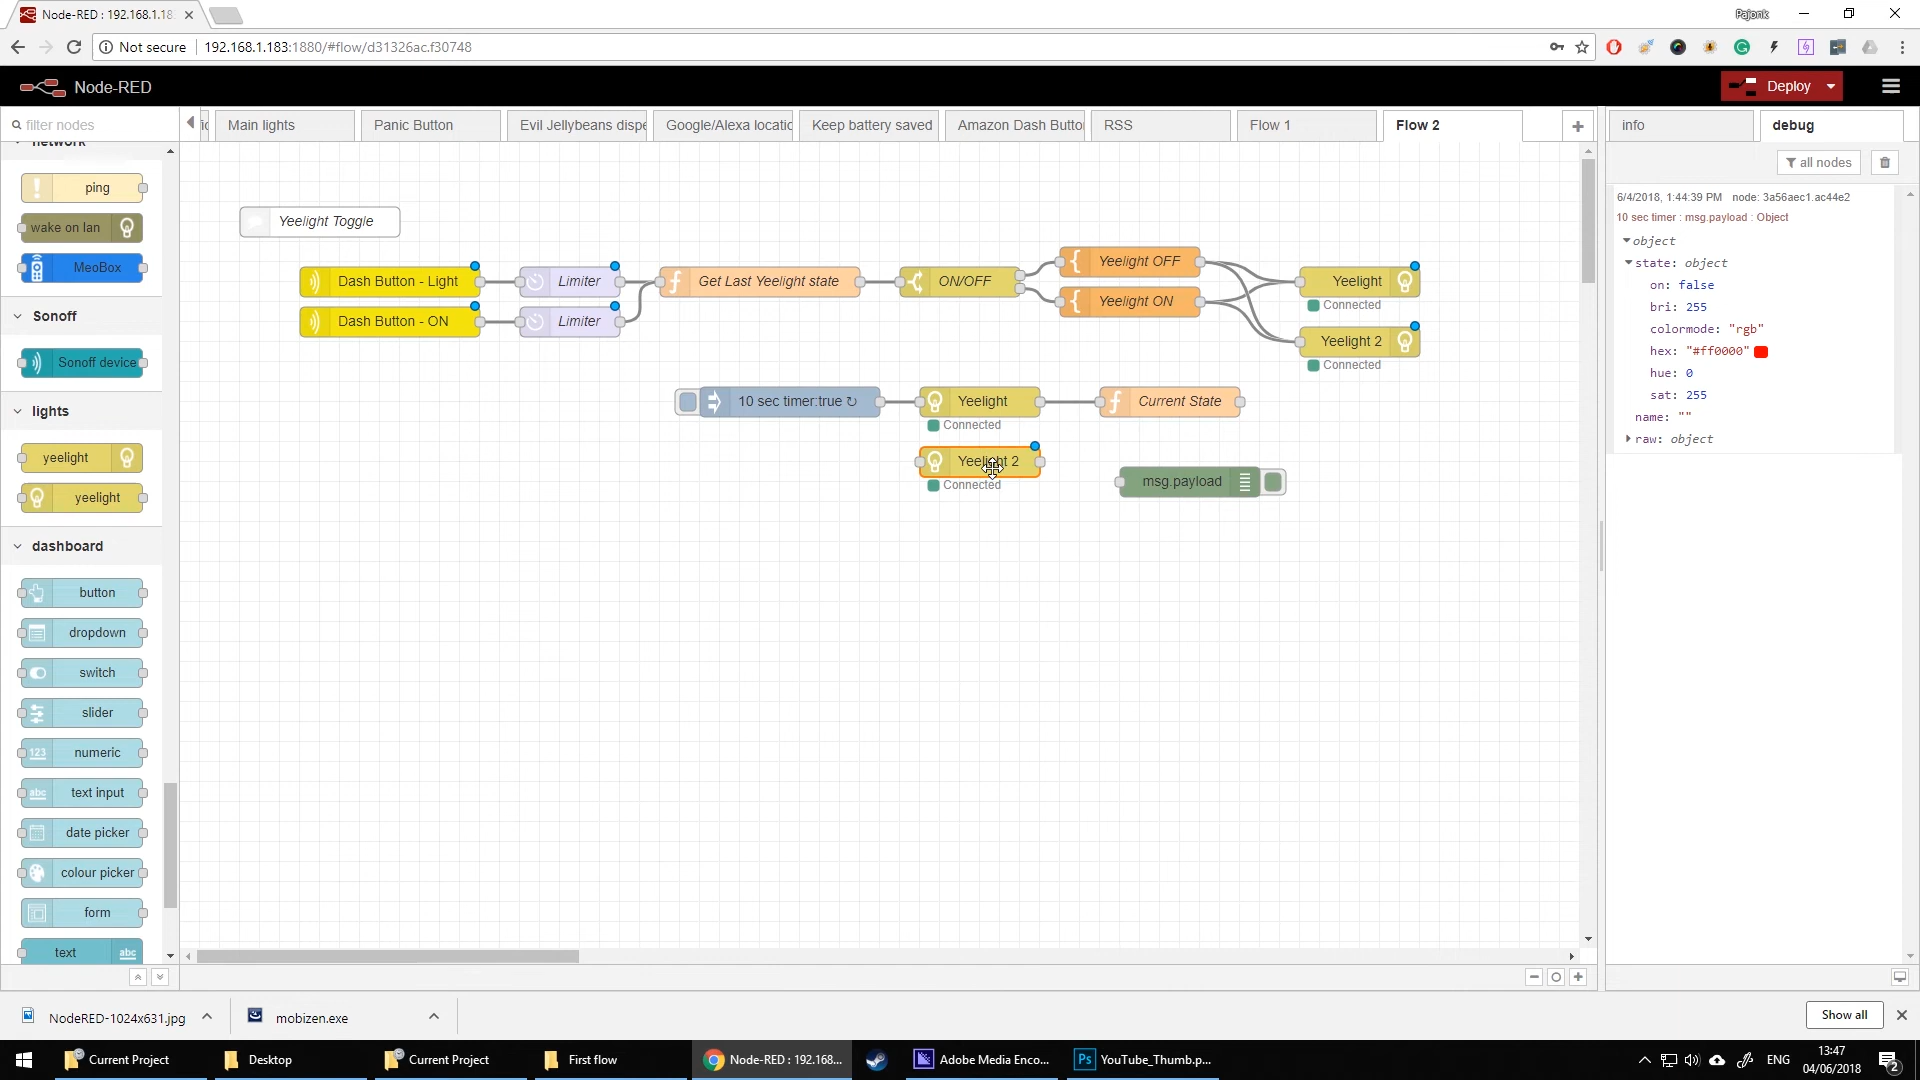 Node-RED : 192.168.1.18
Pajonk
Not secure
192.168.1.183:1880/#flow/d31326ac.f30748
Node-RED
Deploy
filter nodes
Main lights
Panic Button
Evil Jellybeans dispe
Google/Alexa locatic
Keep battery saved
Amazon Dash Button
RSS
Flow 1
Flow 2
info
debug
all nodes
network
ping
wake on lan
MeoBox
Sonoff
Sonoff device
lights
yeelight
yeelight
dashboard
button
dropdown
switch
slider
123 numeric
abc text input
date picker
colour picker
form
text abc
Yeelight Toggle
Dash Button - Light
Limiter
Get Last Yeelight state
ON/OFF
Yeelight OFF
Yeelight
Connected
Dash Button - ON
Limiter
Yeelight ON
Yeelight 2
Connected
10 sec timer:true ↻
Yeelight
Connected
Current State
Yeelight 2
Connected
msg.payload
6/4/2018, 1:44:39 PM node: 3a56aec1.ac44e2
10 sec timer : msg.payload : Object
object
state: object
on: false
bri: 255
colormode: "rgb"
hex: "#ff0000"
hue: 0
sat: 255
name: ""
raw: object
NodeRED-1024x631.jpg
mobizen.exe
Show all
Current Project
Desktop
Current Project
First flow
Node-RED : 192.168...
Adobe Media Enco...
Ps YouTube_Thumb.p...
ENG
13:47
04/06/2018
2